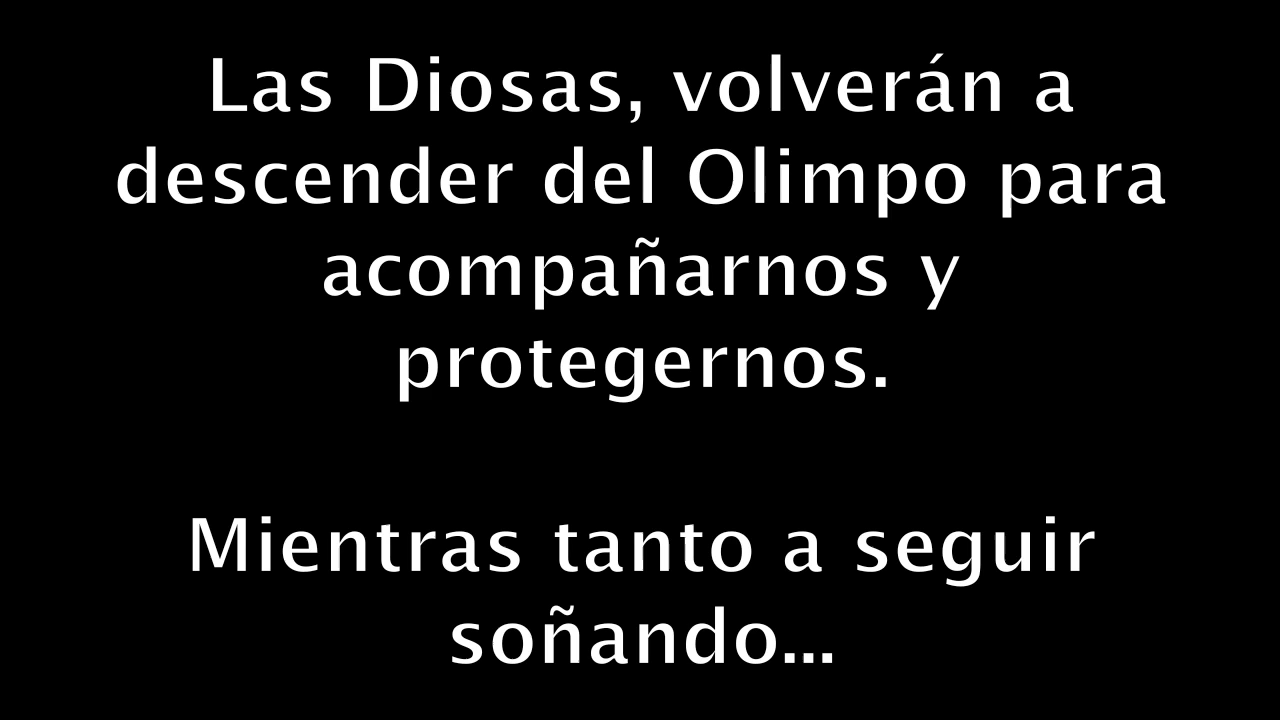 Las Diosas, volverán a
descender del Olimpo para
acompañarnos y
protegernos.
Mientras tanto a seguir
soñando...